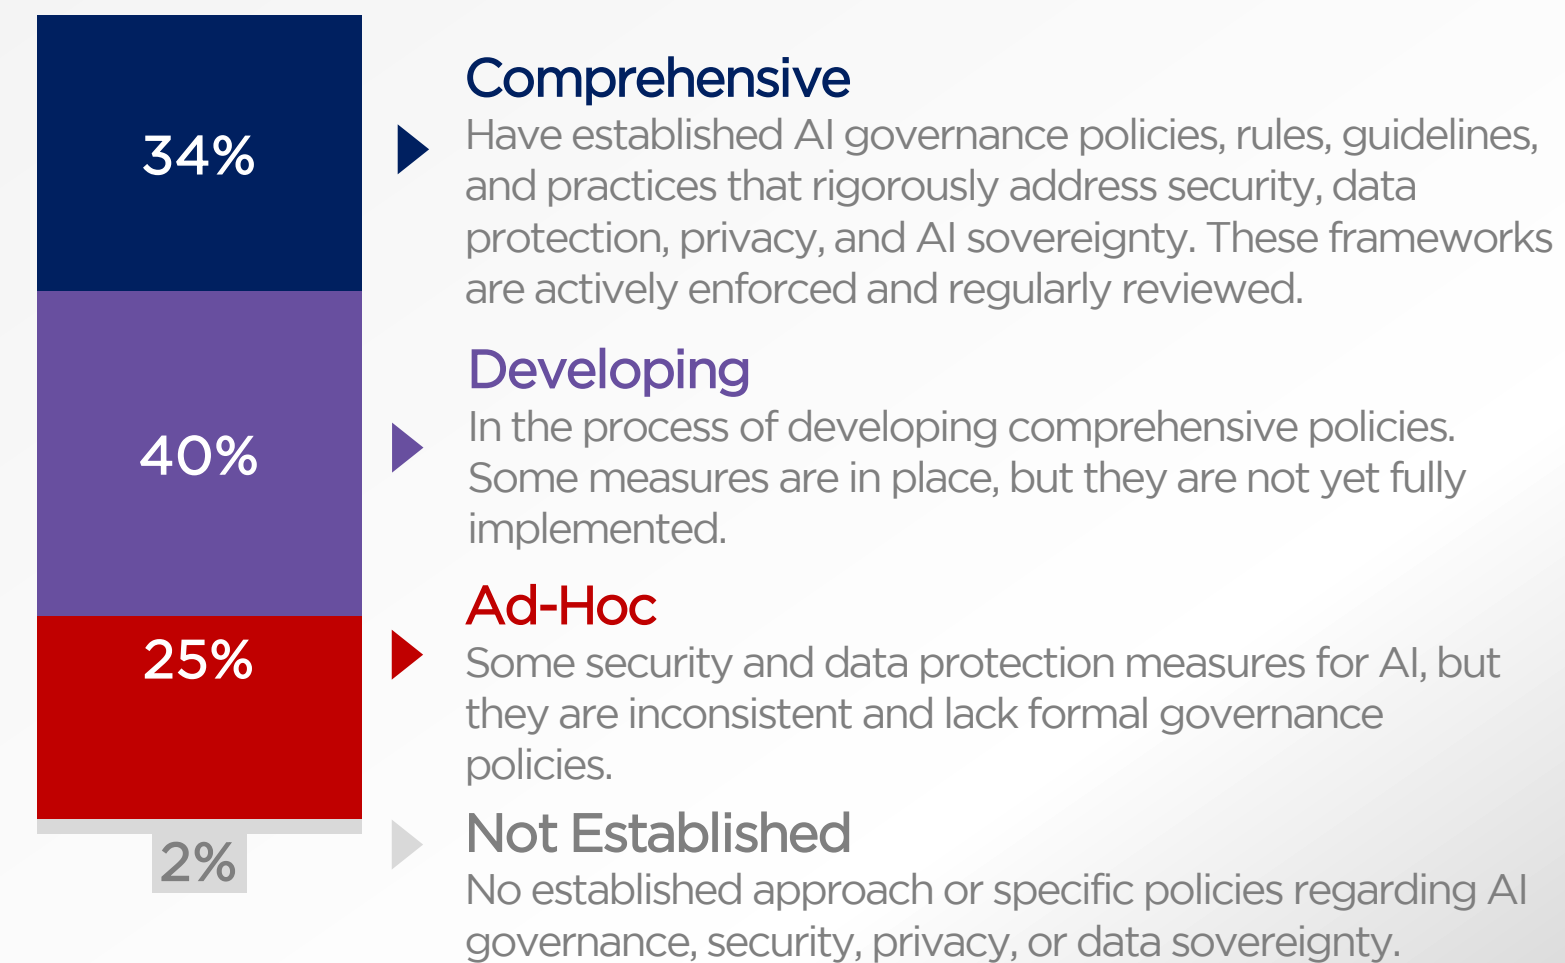 34%
Comprehensive
Have established AI governance policies, rules, guidelines,
and practices that rigorously address security, data
protection, privacy, and AI sovereignty. These frameworks
are actively enforced and regularly reviewed.
40%
Developing
In the process of developing comprehensive policies.
Some measures are in place, but they are not yet fully
implemented.
25%
Ad-Hoc
Some security and data protection measures for AI, but
they are inconsistent and lack formal governance
policies.
2%
Not Established
No established approach or specific policies regarding AI
governance, security, privacy, or data sovereignty.